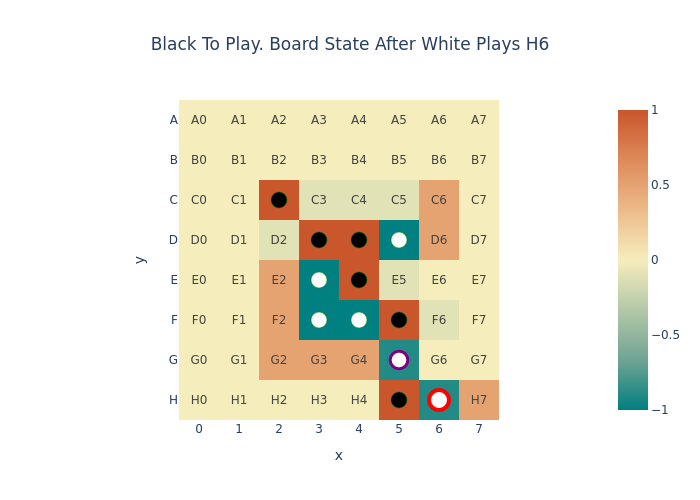 Black To Play. Board State After White Plays H6
A A0 A1 A2 A3 A4 A5 A6 A7
B B0 B1 B2 B3 B4 B5 B6 B7
C C0 C1 C3 C4 C5 C6 C7
D D0 D1 D2 D6 D7
E E0 E1 E2 E5 E6 E7
F F0 F1 F2 F6 F7
G G0 G1 G2 G3 G4 G6 G7
H H0 H1 H2 H3 H4 H7
0 1 2 3 4 5 6 7
x
y
1
0.5
0
−0.5
−1